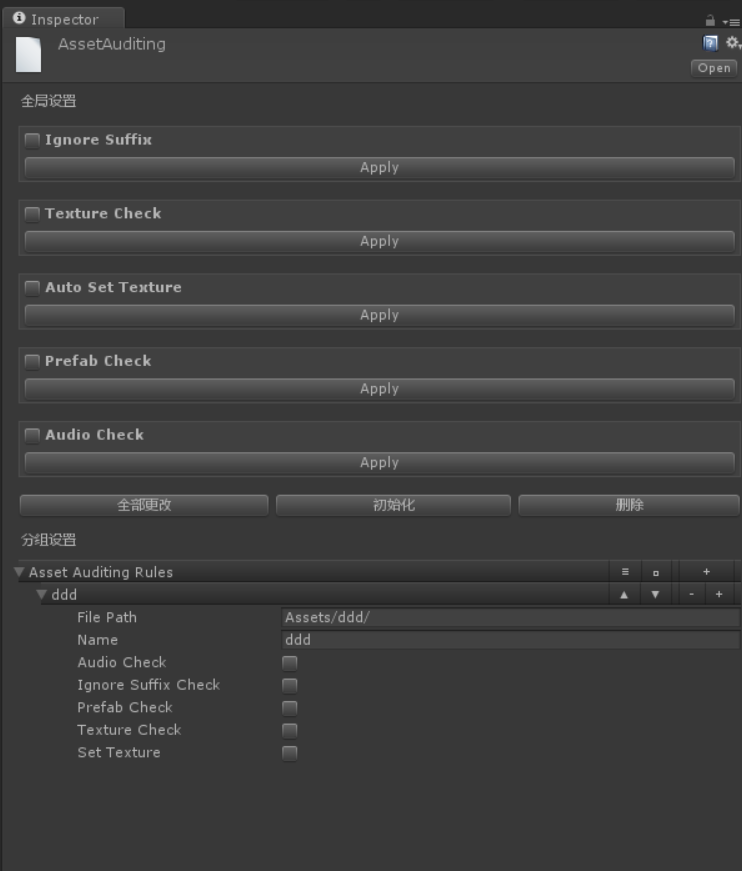 Inspector
AssetAuditing
Open
全局设置
Ignore Suffix
Apply
Texture Check
Apply
Auto Set Texture
Apply
Prefab Check
Apply
Audio Check
Apply
全部更改 初始化 删除
分组设置
Asset Auditing Rules +
ddd - +
File Path Assets/ddd/
Name ddd
Audio Check
Ignore Suffix Check
Prefab Check
Texture Check
Set Texture